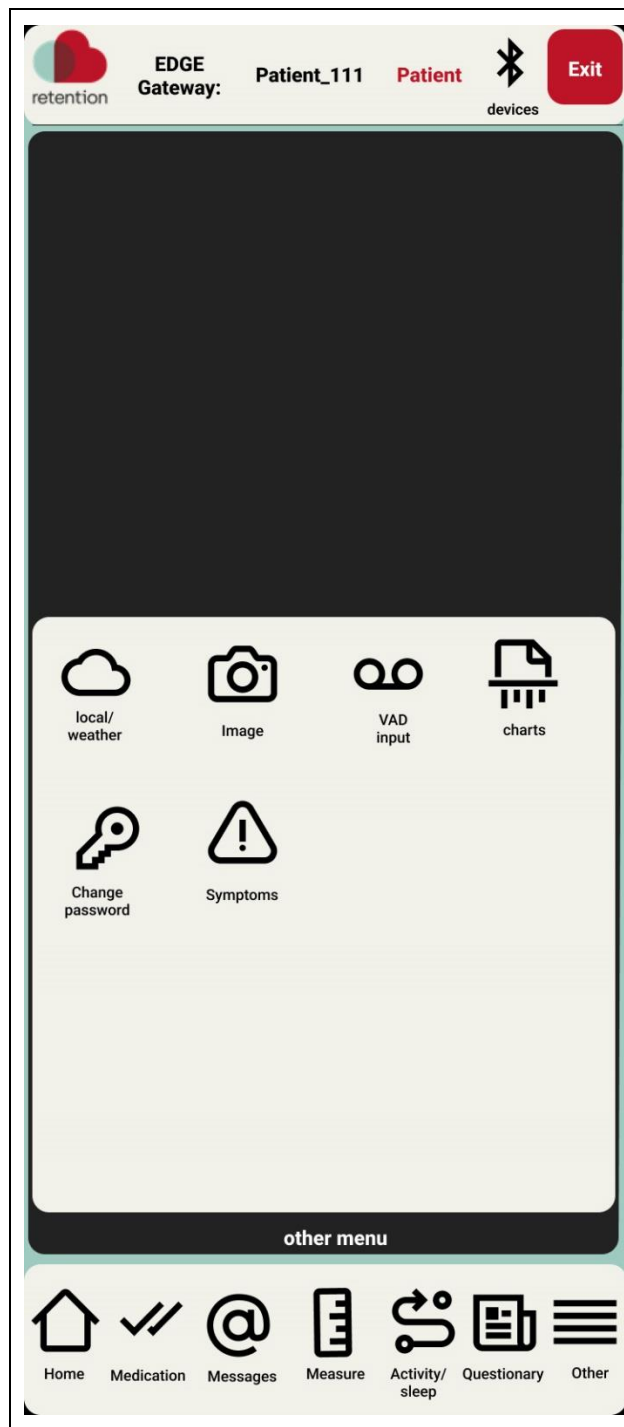 retention
EDGE
Gateway:
Patient_111
Patient
devices
Exit
local/
weather
Image
VAD
input
charts
Change
password
Symptoms
other menu
Home
Medication
Messages
Measure
Activity/
sleep
Questionary
Other